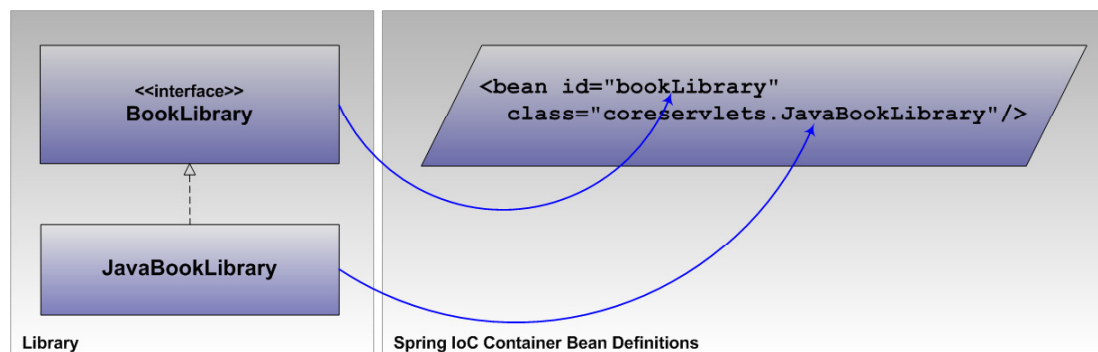 <<interface>>
BookLibrary
JavaBookLibrary
Library
<bean id="bookLibrary"
class="coreservlets.JavaBookLibrary"/>
Spring IoC Container Bean Definitions